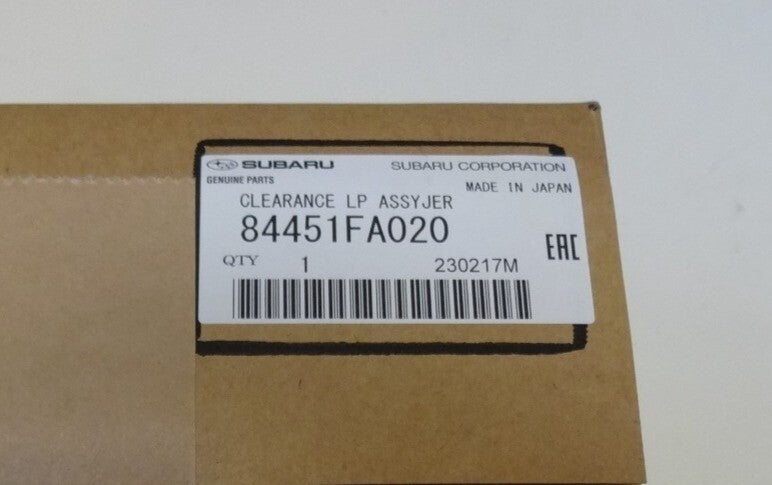 SUBARU SUBARU CORPORATION
GENUINE PARTS MADE IN JAPAN
CLEARANCE LP ASSYJER
84451FA020
EAC
QTY 1 230217M